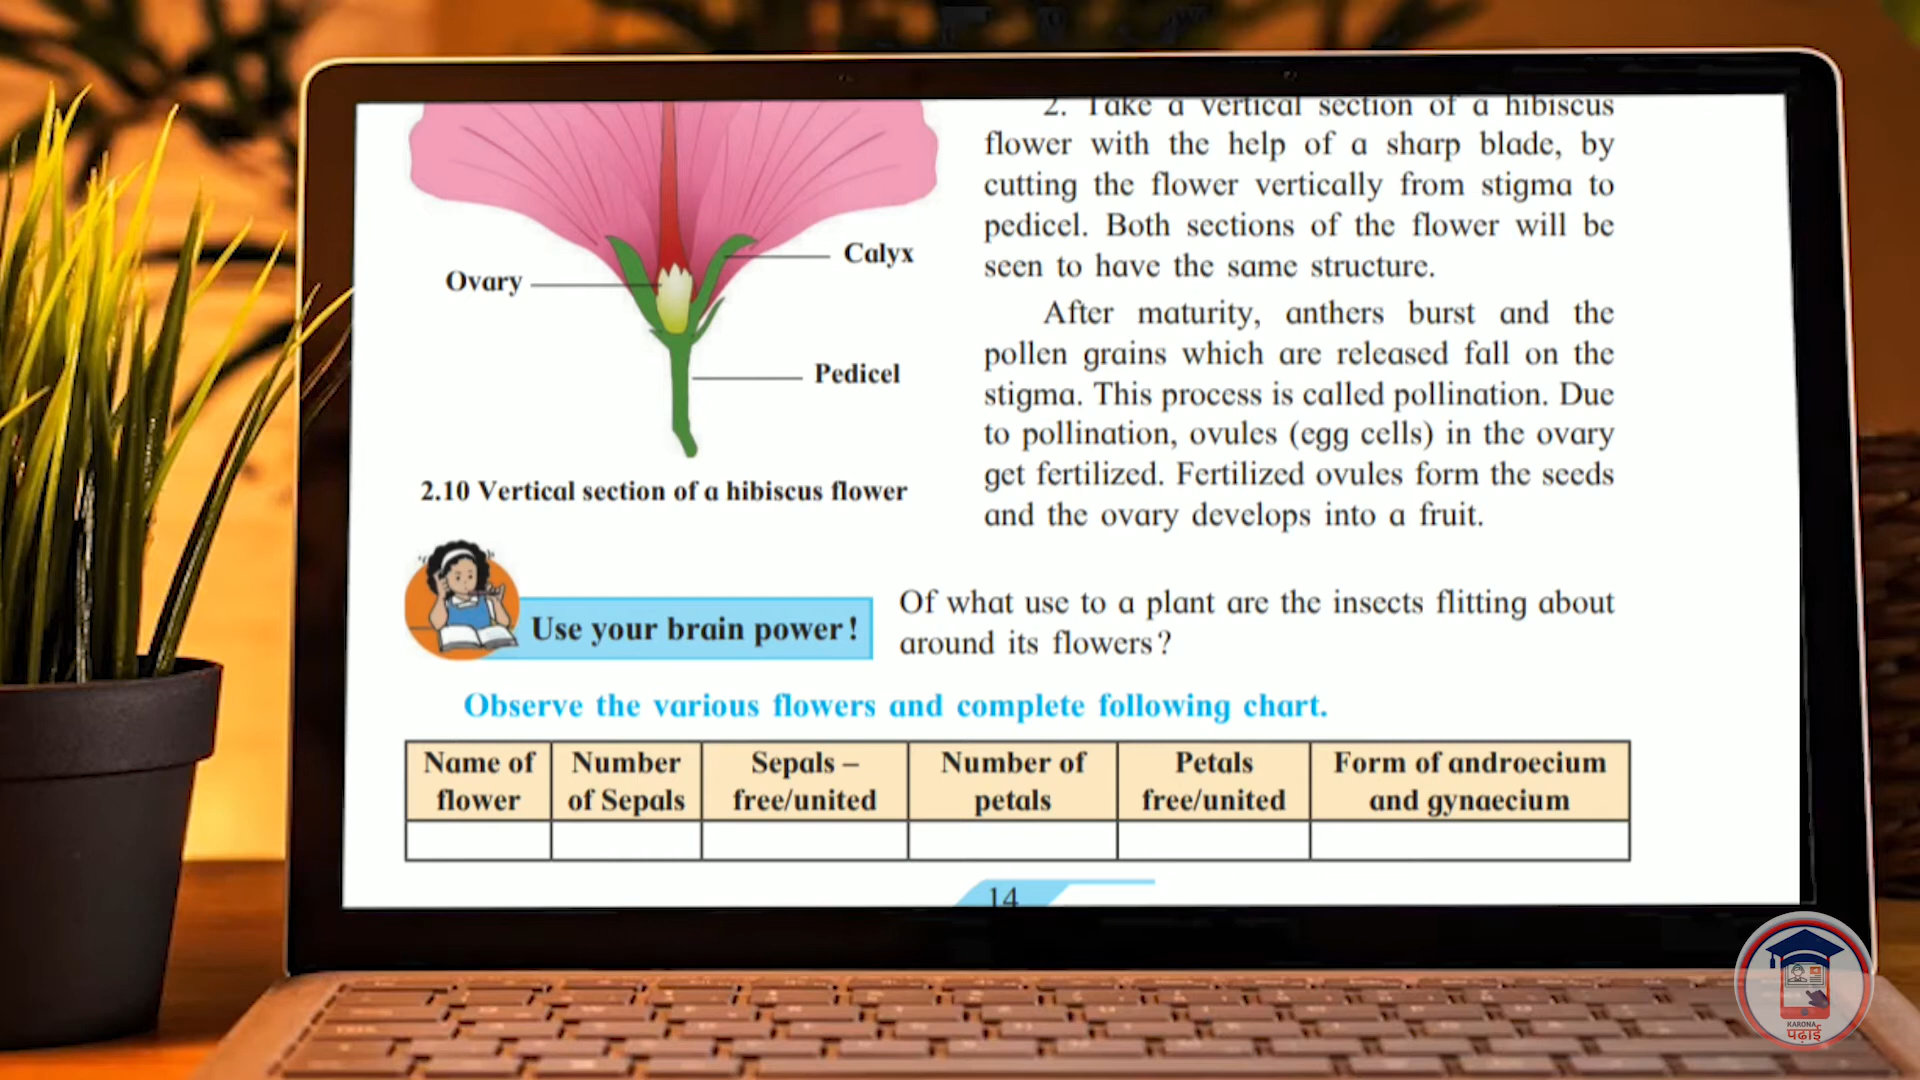 2. Take a vertical section of a hibiscus
flower with the help of a sharp blade, by
cutting the flower vertically from stigma to
pedicel. Both sections of the flower will be
seen to have the same structure.
After maturity, anthers burst and the
pollen grains which are released fall on the
stigma. This process is called pollination. Due
to pollination, ovules (egg cells) in the ovary
get fertilized. Fertilized ovules form the seeds
and the ovary develops into a fruit.
Calyx
Ovary
Pedicel
2.10 Vertical section of a hibiscus flower
Use your brain power!
Of what use to a plant are the insects flitting about
around its flowers?
Observe the various flowers and complete following chart.
Name of flower
Number of Sepals
Sepals – free/united
Number of petals
Petals free/united
Form of androecium and gynaecium
14
KARONA
पढ़ाई